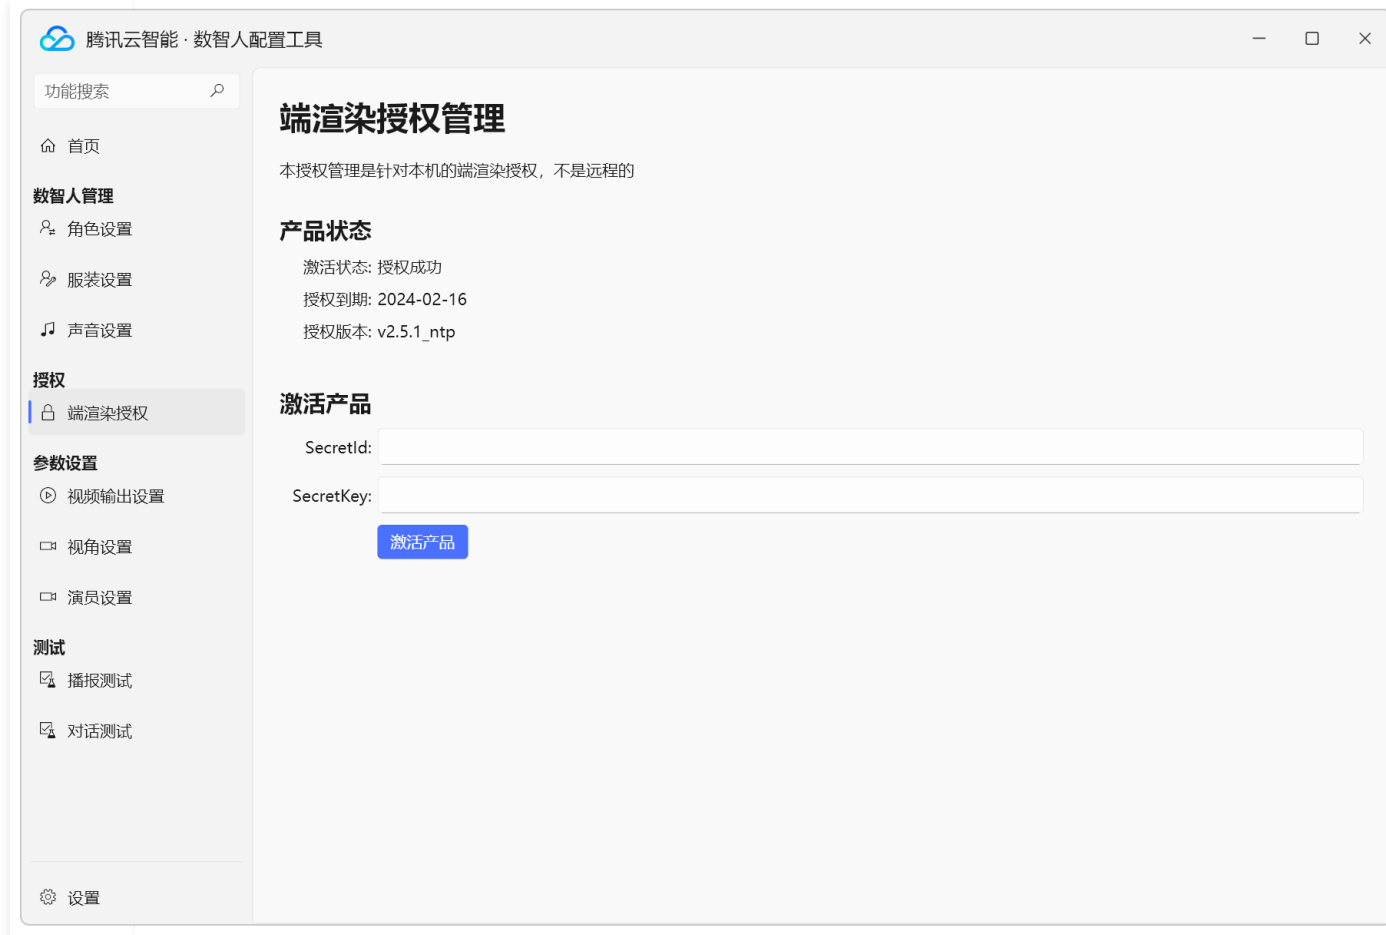 腾讯云智能 · 数智人配置工具
功能搜索
首页
数智人管理
角色设置
服装设置
声音设置
授权
端渲染授权
参数设置
视频输出设置
视角设置
演员设置
测试
播报测试
对话测试
设置
端渲染授权管理
本授权管理是针对本机的端渲染授权，不是远程的
产品状态
激活状态: 授权成功
授权到期: 2024-02-16
授权版本: v2.5.1_ntp
激活产品
SecretId:
SecretKey:
激活产品